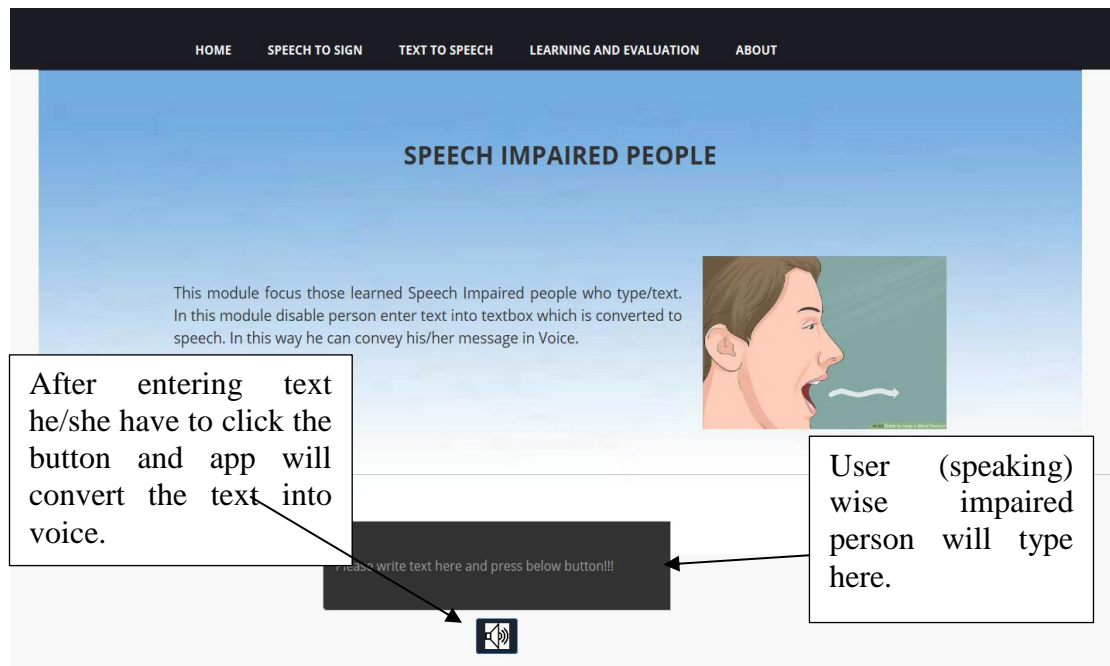 HOME SPEECH TO SIGN TEXT TO SPEECH LEARNING AND EVALUATION ABOUT
SPEECH IMPAIRED PEOPLE
This module focus those learned Speech Impaired people who type/text.
In this module disable person enter text into textbox which is converted to
speech. In this way he can convey his/her message in Voice.
After entering text
he/she have to click the
button and app will
convert the text into
voice.
User (speaking)
wise impaired
person will type
here.
Please write text here and press below button!!!